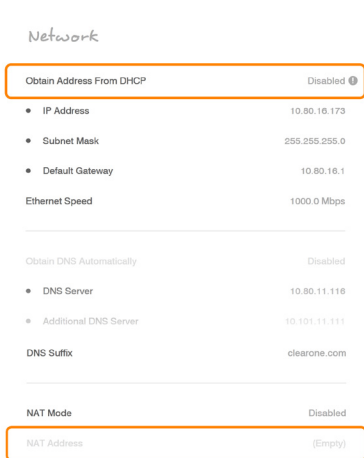 Network
Obtain Address From DHCP Disabled
IP Address 10.80.16.173
Subnet Mask 255.255.255.0
Default Gateway 10.80.16.1
Ethernet Speed 1000.0 Mbps
Obtain DNS Automatically Disabled
DNS Server 10.80.11.116
Additional DNS Server 10.101.11.111
DNS Suffix clearone.com
NAT Mode Disabled
NAT Address (Empty)